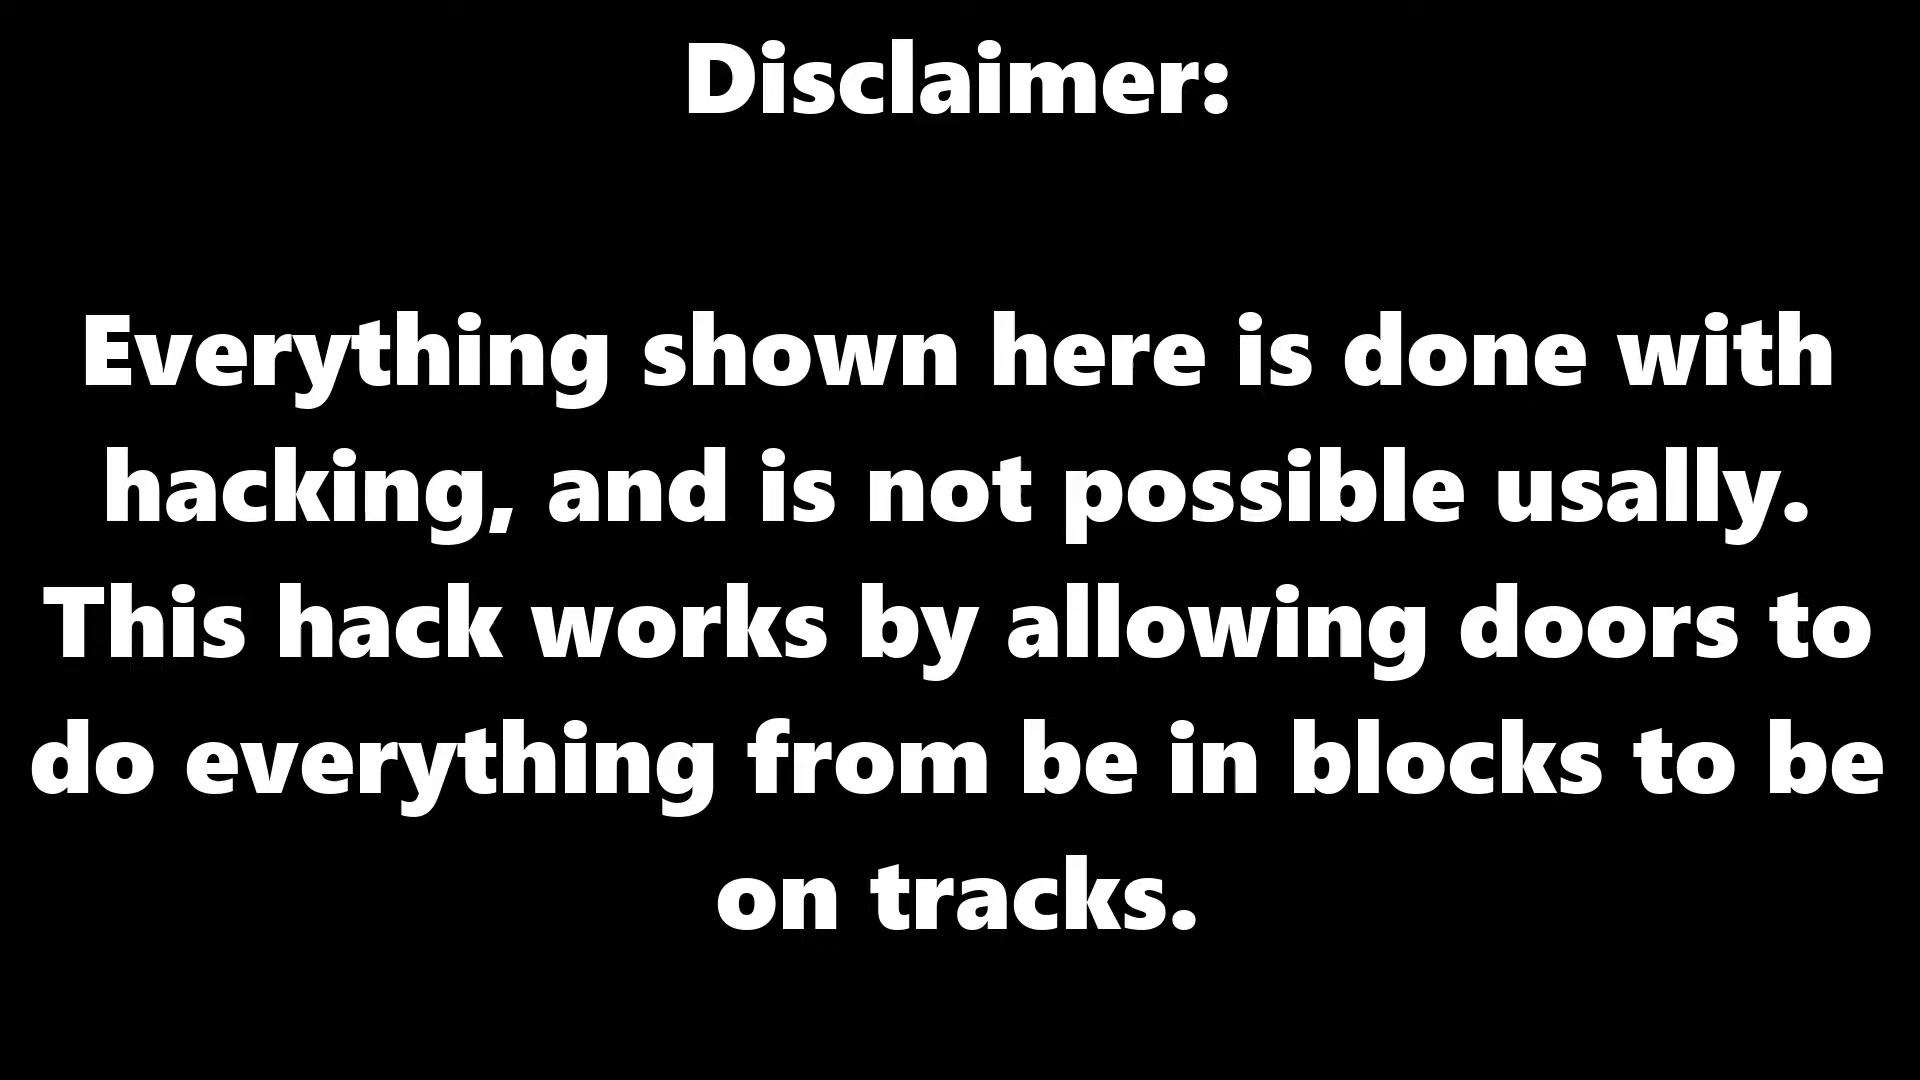 Disclaimer:
Everything shown here is done with
hacking, and is not possible usally.
This hack works by allowing doors to
do everything from be in blocks to be
on tracks.